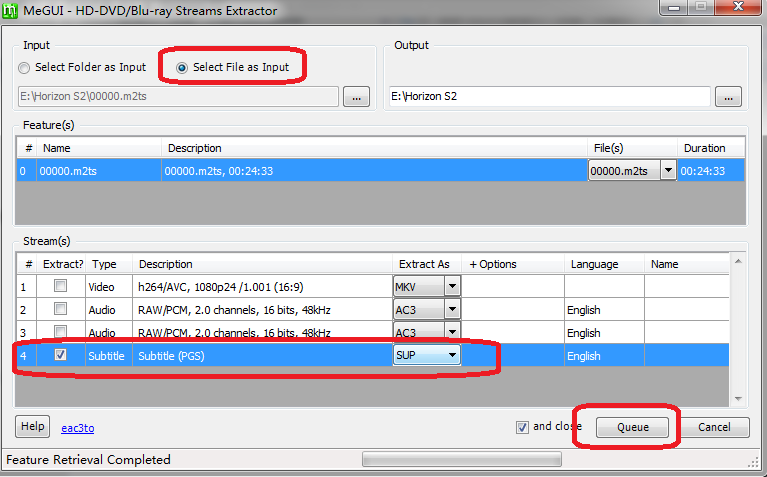 MeGUI - HD-DVD/Blu-ray Streams Extractor
Input
Select Folder as Input
Select File as Input
E:\Horizon S2\00000.m2ts
...
Output
E:\Horizon S2
...
Feature(s)
# Name Description File(s) Duration
0 00000.m2ts 00000.m2ts, 00:24:33 00000.m2ts 00:24:33
Stream(s)
# Extract? Type Description Extract As + Options Language Name
1 Video h264/AVC, 1080p24 /1.001 (16:9) MKV
2 Audio RAW/PCM, 2.0 channels, 16 bits, 48kHz AC3 English
3 Audio RAW/PCM, 2.0 channels, 16 bits, 48kHz AC3 English
4 Subtitle Subtitle (PGS) SUP English
Help eac3to and close Queue Cancel
Feature Retrieval Completed